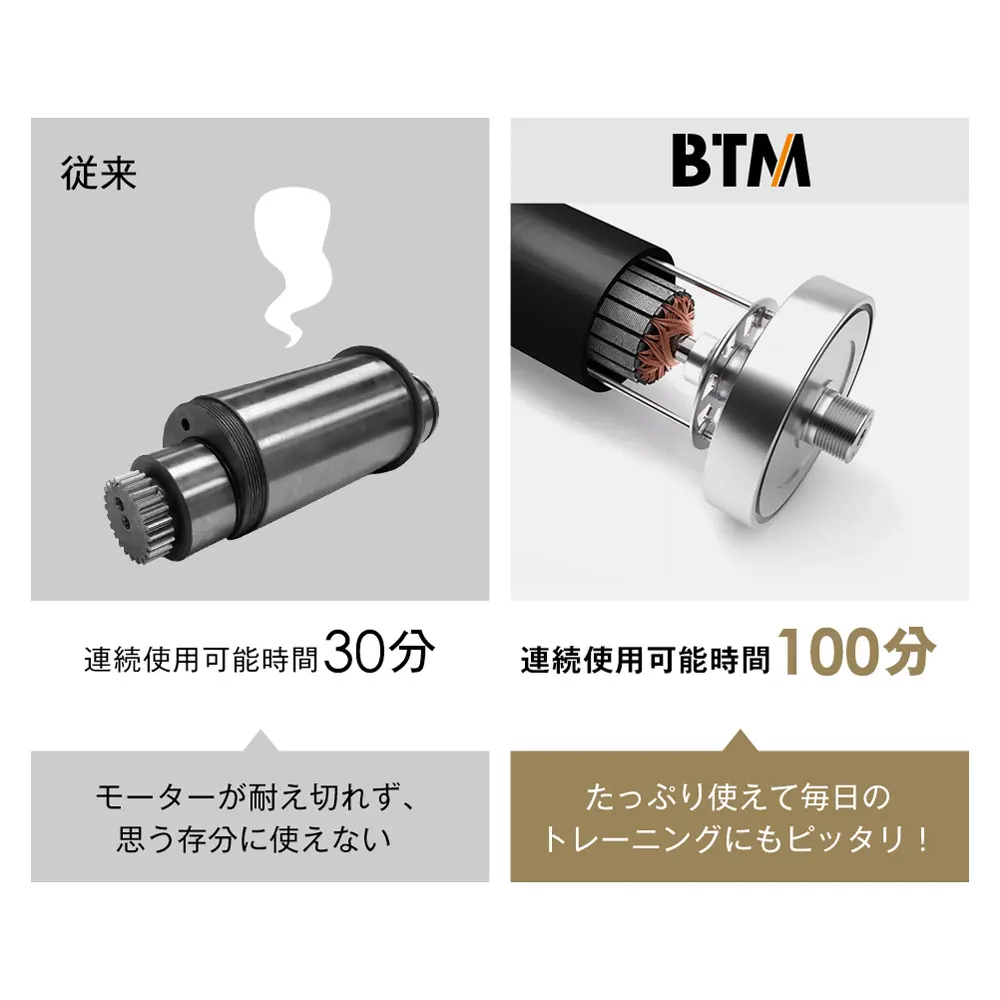 従来
連続使用可能時間30分
モーターが耐え切れず、
思う存分に使えない
BTM
連続使用可能時間100分
たっぷり使えて毎日の
トレーニングにもピッタリ！